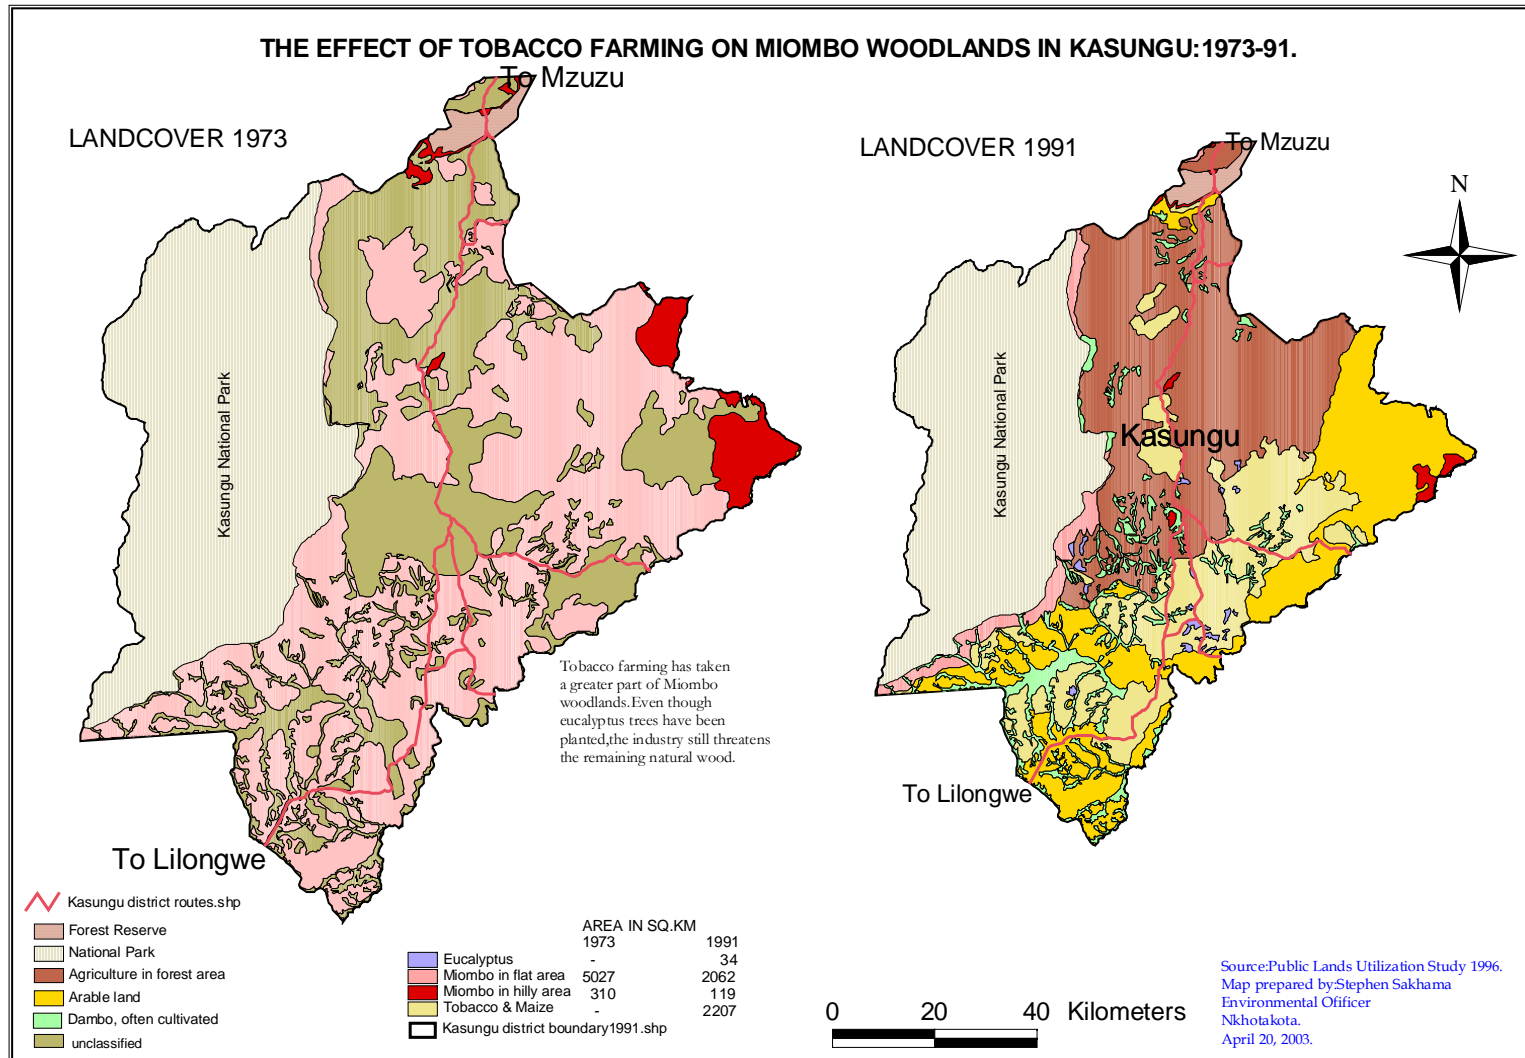 THE EFFECT OF TOBACCO FARMING ON MIOMBO WOODLANDS IN KASUNGU:1973-91.
To Mzuzu
LANDCOVER 1973
Kasungu National Park
To Lilongwe
LANDCOVER 1991
To Mzuzu
N
Kasungu National Park
Kasungu
To Lilongwe
Tobacco farming has taken
a greater part of Miombo
woodlands.Even though
eucalyptus trees have been
planted,the industry still threatens
the remaining natural wood.
Kasungu district routes.shp
Forest Reserve
National Park
Agriculture in forest area
Arable land
Dambo, often cultivated
unclassified
AREA IN SQ.KM
1973 1991
Eucalyptus - 34
Miombo in flat area 5027 2062
Miombo in hilly area 310 119
Tobacco & Maize - 2207
Kasungu district boundary1991.shp
0 20 40 Kilometers
Source:Public Lands Utilization Study 1996.
Map prepared by:Stephen Sakhama
Environmental Ofificer
Nkhotakota.
April 20, 2003.